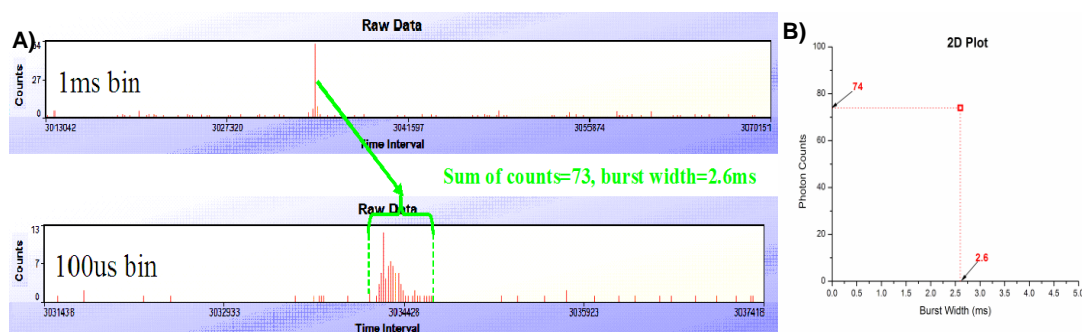 A)
Raw Data
54
27
0
Counts
1ms bin
3013042 3027320 3041597 3055874 3070151
Time Interval
Sum of counts=73, burst width=2.6ms
Raw Data
13
7
0
Counts
100us bin
3031438 3032933 3034428 3035923 3037418
Time Interval
B)
2D Plot
100
80
60
40
20
0
Photon Counts
74
2.6
0.0 0.5 1.0 1.5 2.0 2.5 3.0 3.5 4.0 4.5 5.0
Burst Width (ms)